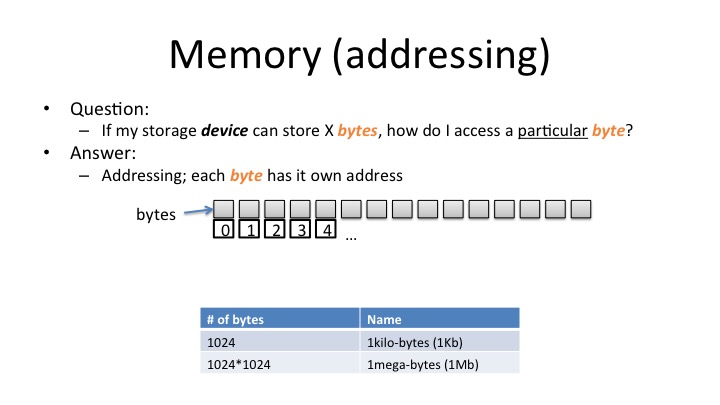 Memory (addressing)
• Question:
– If my storage device can store X bytes, how do I access a particular byte?
• Answer:
– Addressing; each byte has it own address
bytes
0 1 2 3 4 ...
# of bytes Name
1024 1kilo-bytes (1Kb)
1024*1024 1mega-bytes (1Mb)